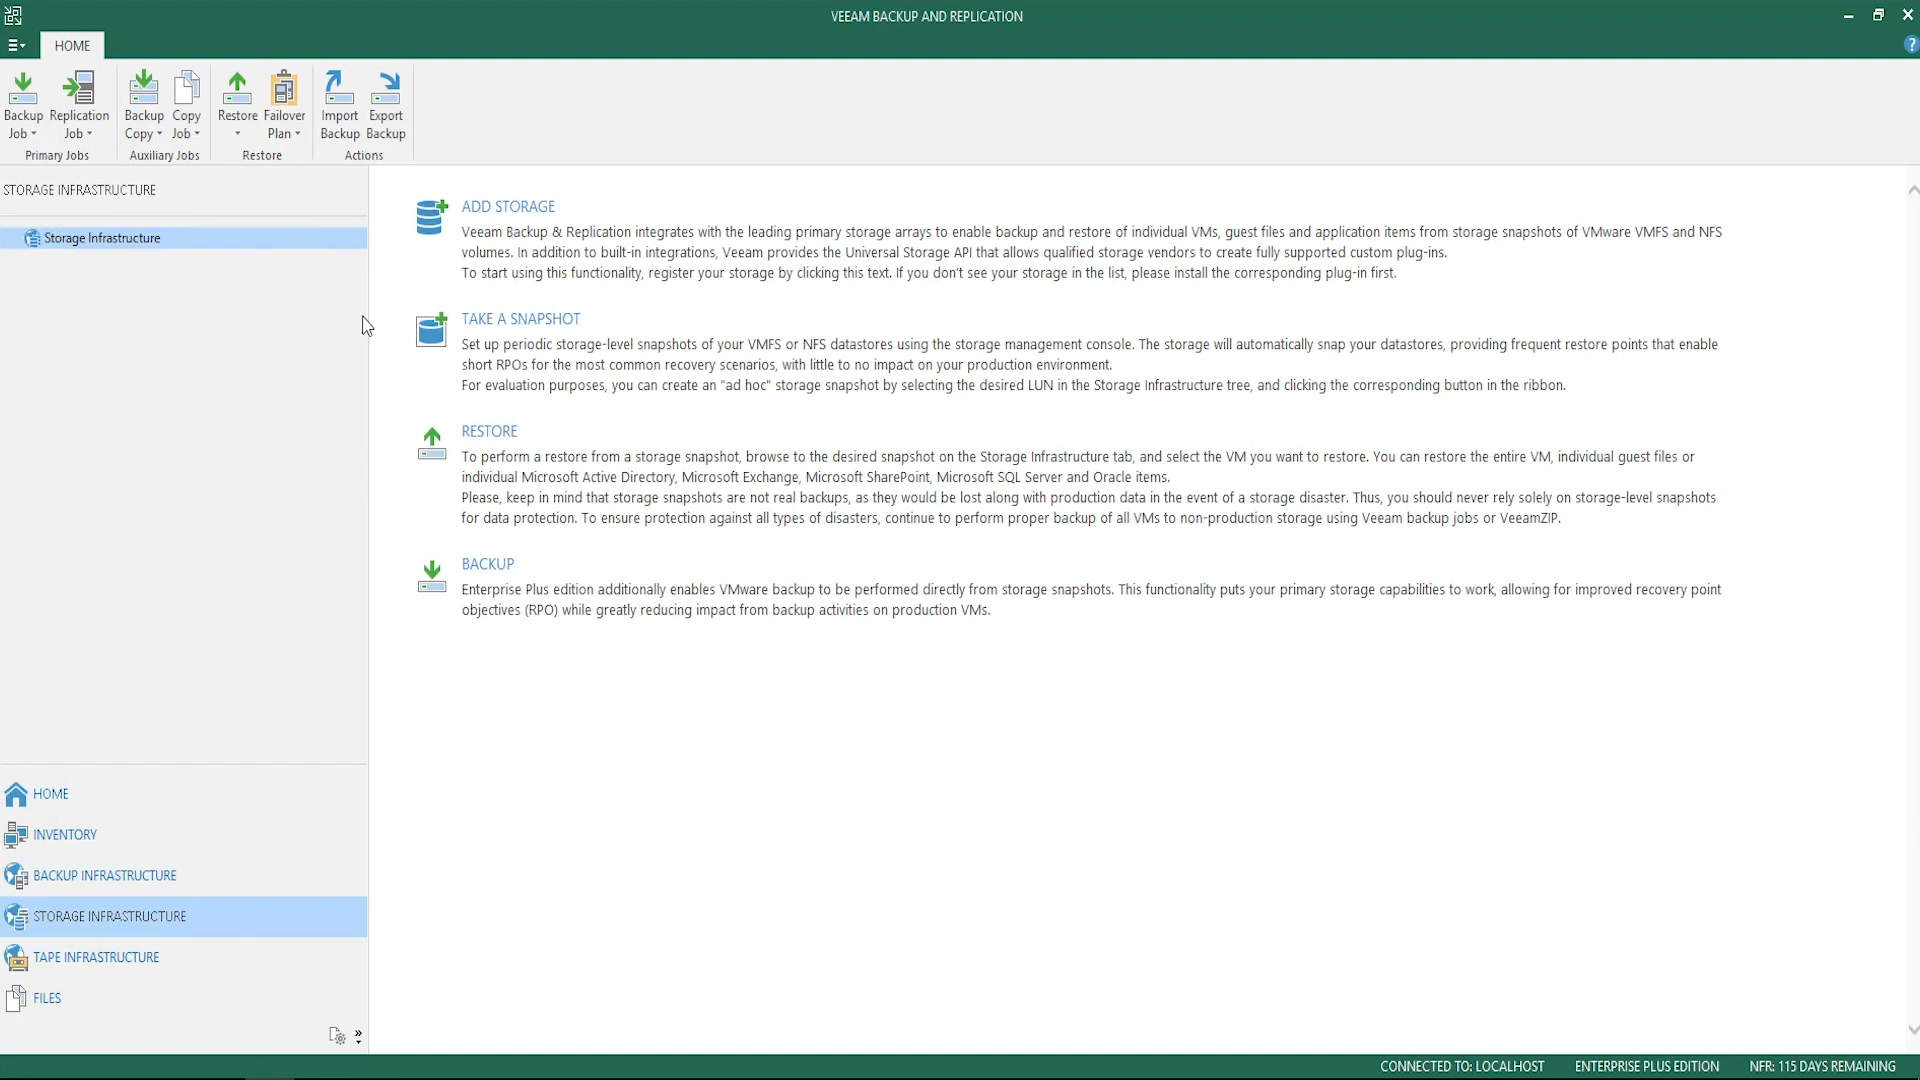 VEEAM BACKUP AND REPLICATION
HOME
Backup Job
Replication Job
Primary Jobs
Backup Copy
Copy Job
Auxiliary Jobs
Restore
Failover Plan
Restore
Import Backup
Export Backup
Actions
STORAGE INFRASTRUCTURE
Storage Infrastructure
ADD STORAGE
Veeam Backup & Replication integrates with the leading primary storage arrays to enable backup and restore of individual VMs, guest files and application items from storage snapshots of VMware VMFS and NFS
volumes. In addition to built-in integrations, Veeam provides the Universal Storage API that allows qualified storage vendors to create fully supported custom plug-ins.
To start using this functionality, register your storage by clicking this text. If you don't see your storage in the list, please install the corresponding plug-in first.
TAKE A SNAPSHOT
Set up periodic storage-level snapshots of your VMFS or NFS datastores using the storage management console. The storage will automatically snap your datastores, providing frequent restore points that enable
short RPOs for the most common recovery scenarios, with little to no impact on your production environment.
For evaluation purposes, you can create an "ad hoc" storage snapshot by selecting the desired LUN in the Storage Infrastructure tree, and clicking the corresponding button in the ribbon.
RESTORE
To perform a restore from a storage snapshot, browse to the desired snapshot on the Storage Infrastructure tab, and select the VM you want to restore. You can restore the entire VM, individual guest files or
individual Microsoft Active Directory, Microsoft Exchange, Microsoft SharePoint, Microsoft SQL Server and Oracle items.
Please, keep in mind that storage snapshots are not real backups, as they would be lost along with production data in the event of a storage disaster. Thus, you should never rely solely on storage-level snapshots
for data protection. To ensure protection against all types of disasters, continue to perform proper backup of all VMs to non-production storage using Veeam backup jobs or VeeamZIP.
BACKUP
Enterprise Plus edition additionally enables VMware backup to be performed directly from storage snapshots. This functionality puts your primary storage capabilities to work, allowing for improved recovery point
objectives (RPO) while greatly reducing impact from backup activities on production VMs.
HOME
INVENTORY
BACKUP INFRASTRUCTURE
STORAGE INFRASTRUCTURE
TAPE INFRASTRUCTURE
FILES
CONNECTED TO: LOCALHOST
ENTERPRISE PLUS EDITION
NFR: 115 DAYS REMAINING